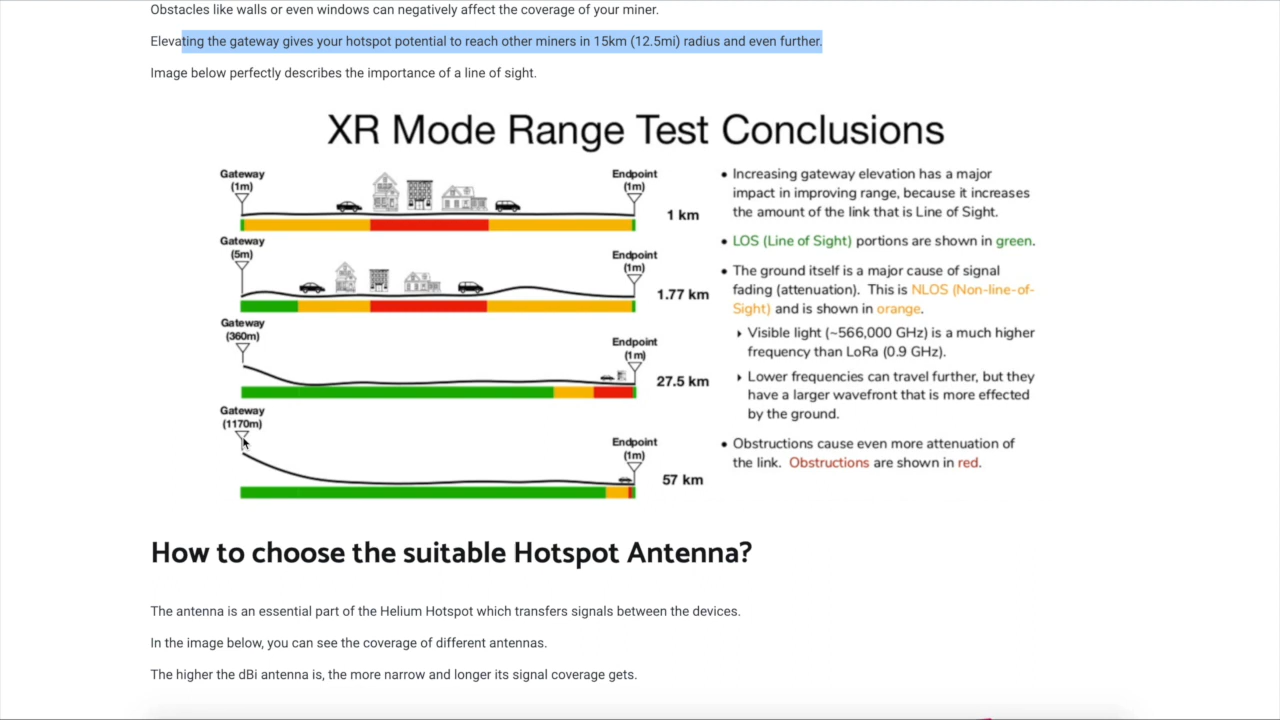 Obstacles like walls or even windows can negatively affect the coverage of your miner.
Elevating the gateway gives your hotspot potential to reach other miners in 15km (12.5mi) radius and even further.
Image below perfectly describes the importance of a line of sight.
XR Mode Range Test Conclusions
Gateway
(1m)
Endpoint
(1m)
1 km
Gateway
(5m)
Endpoint
(1m)
1.77 km
Gateway
(360m)
Endpoint
(1m)
27.5 km
Gateway
(1170m)
Endpoint
(1m)
57 km
• Increasing gateway elevation has a major
impact in improving range, because it increases
the amount of the link that is Line of Sight.
• LOS (Line of Sight) portions are shown in green.
• The ground itself is a major cause of signal
fading (attenuation). This is NLOS (Non-line-of-
Sight) and is shown in orange.
‣ Visible light (~566,000 GHz) is a much higher
frequency than LoRa (0.9 GHz).
‣ Lower frequencies can travel further, but they
have a larger wavefront that is more effected
by the ground.
• Obstructions cause even more attenuation of
the link. Obstructions are shown in red.
How to choose the suitable Hotspot Antenna?
The antenna is an essential part of the Helium Hotspot which transfers signals between the devices.
In the image below, you can see the coverage of different antennas.
The higher the dBi antenna is, the more narrow and longer its signal coverage gets.